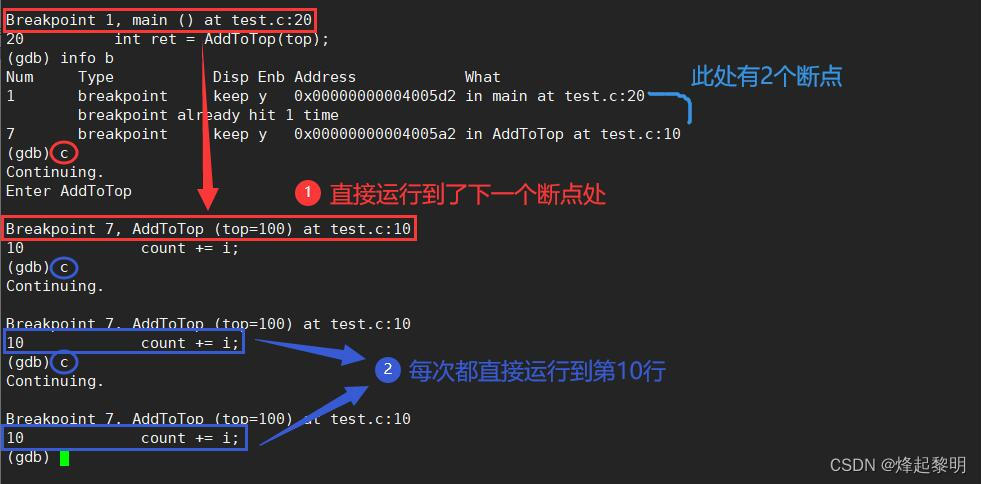 Breakpoint 1, main () at test.c:20
20          int ret = AddToTop(top);
(gdb) info b
Num     Type           Disp Enb Address            What
1       breakpoint     keep y   0x00000000004005d2 in main at test.c:20
        breakpoint already hit 1 time
7       breakpoint     keep y   0x00000000004005a2 in AddToTop at test.c:10
此处有2个断点
(gdb) c
Continuing.
Enter AddToTop
1 直接运行到了下一个断点处
Breakpoint 7, AddToTop (top=100) at test.c:10
10             count += i;
(gdb) c
Continuing.
Breakpoint 7, AddToTop (top=100) at test.c:10
10             count += i;
(gdb) c
2 每次都直接运行到第10行
Continuing.
Breakpoint 7, AddToTop (top=100) at test.c:10
10             count += i;
(gdb)
CSDN @烽起黎明